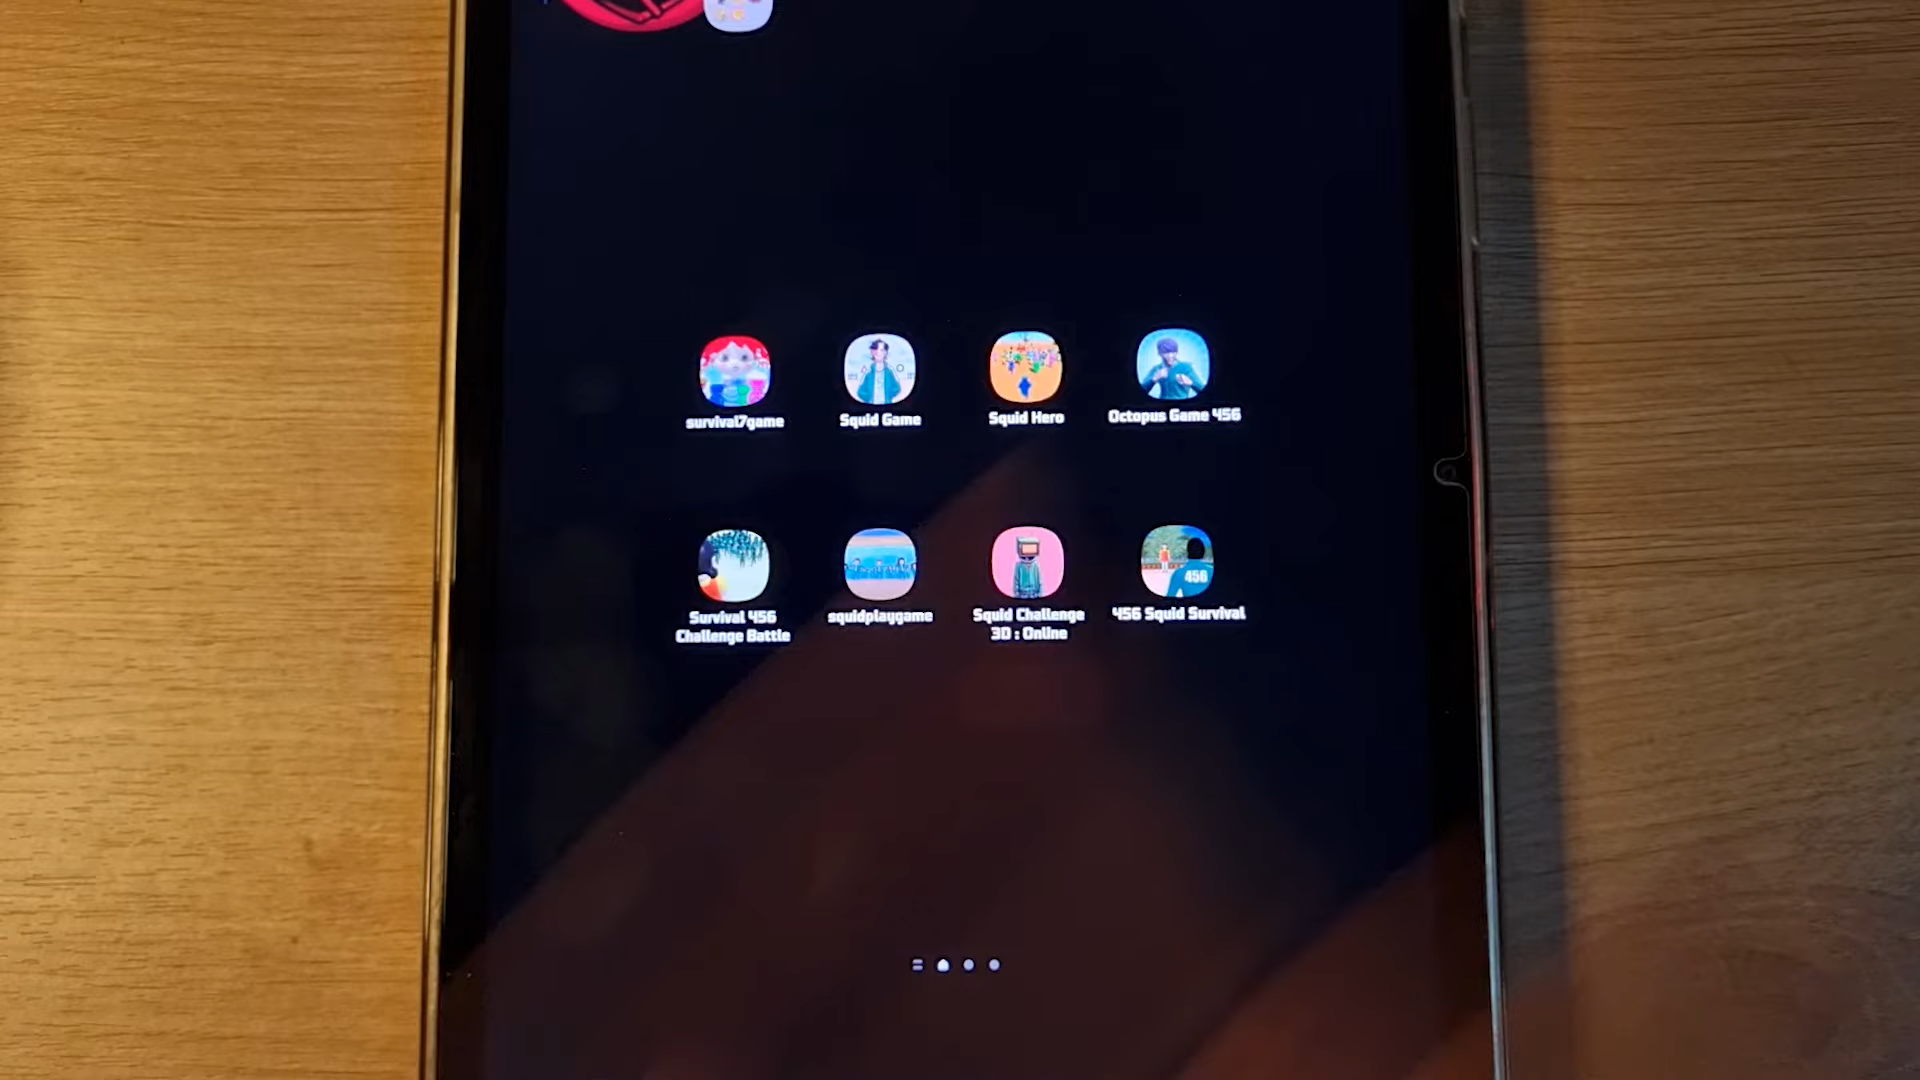 survival7game
Squid Game
Squid Hero
Octopus Game 456
Survival 456
Challenge Battle
squidplaygame
Squid Challenge
3D : Online
456
456 Squid Survival